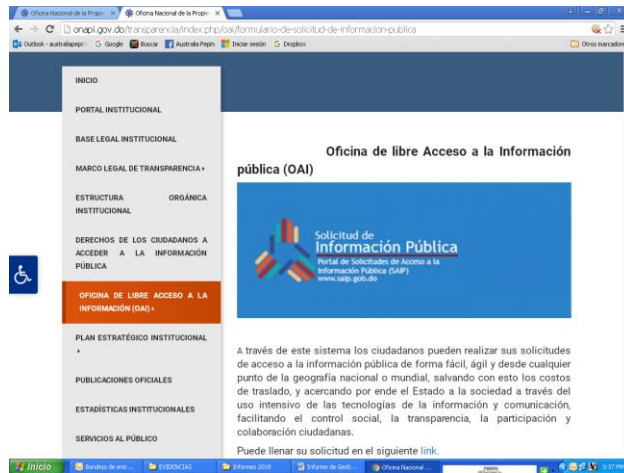 Oficina Nacional de la Propie
Oficina Nacional de la Propie
onapi.gov.do/transparencia/index.php/oai/formulario-de-solicitud-de-informacion-publica
Outlook - australiapepin
Google
Buscar
Australia Pepin
Iniciar sesión
Dropbox
Otros marcadore
INICIO
PORTAL INSTITUCIONAL
BASE LEGAL INSTITUCIONAL
MARCO LEGAL DE TRANSPARENCIA
ESTRUCTURA ORGÁNICA
INSTITUCIONAL
DERECHOS DE LOS CIUDADANOS A
ACCEDER A LA INFORMACIÓN
PÚBLICA
OFICINA DE LIBRE ACCESO A LA
INFORMACIÓN (OAI)
PLAN ESTRATÉGICO INSTITUCIONAL
PUBLICACIONES OFICIALES
ESTADÍSTICAS INSTITUCIONALES
SERVICIOS AL PÚBLICO
Oficina de libre Acceso a la Información
pública (OAI)
Solicitud de
Información Pública
Portal de Solicitudes de Acceso a la
Información Pública (SAIP)
www.saip.gob.do
A través de este sistema los ciudadanos pueden realizar sus solicitudes
de acceso a la información pública de forma fácil, ágil y desde cualquier
punto de la geografía nacional o mundial, salvando con esto los costos
de traslado, y acercando por ende el Estado a la sociedad a través del
uso intensivo de las tecnologías de la información y comunicación,
facilitando el control social, la transparencia, la participación y
colaboración ciudadanas.
Puede llenar su solicitud en el siguiente link.
Inicio
Bandeja de entr...
EVIDENCIAS
Informes 2019
Informe de Gesti...
Oficina Nacional ...
3:37 PM